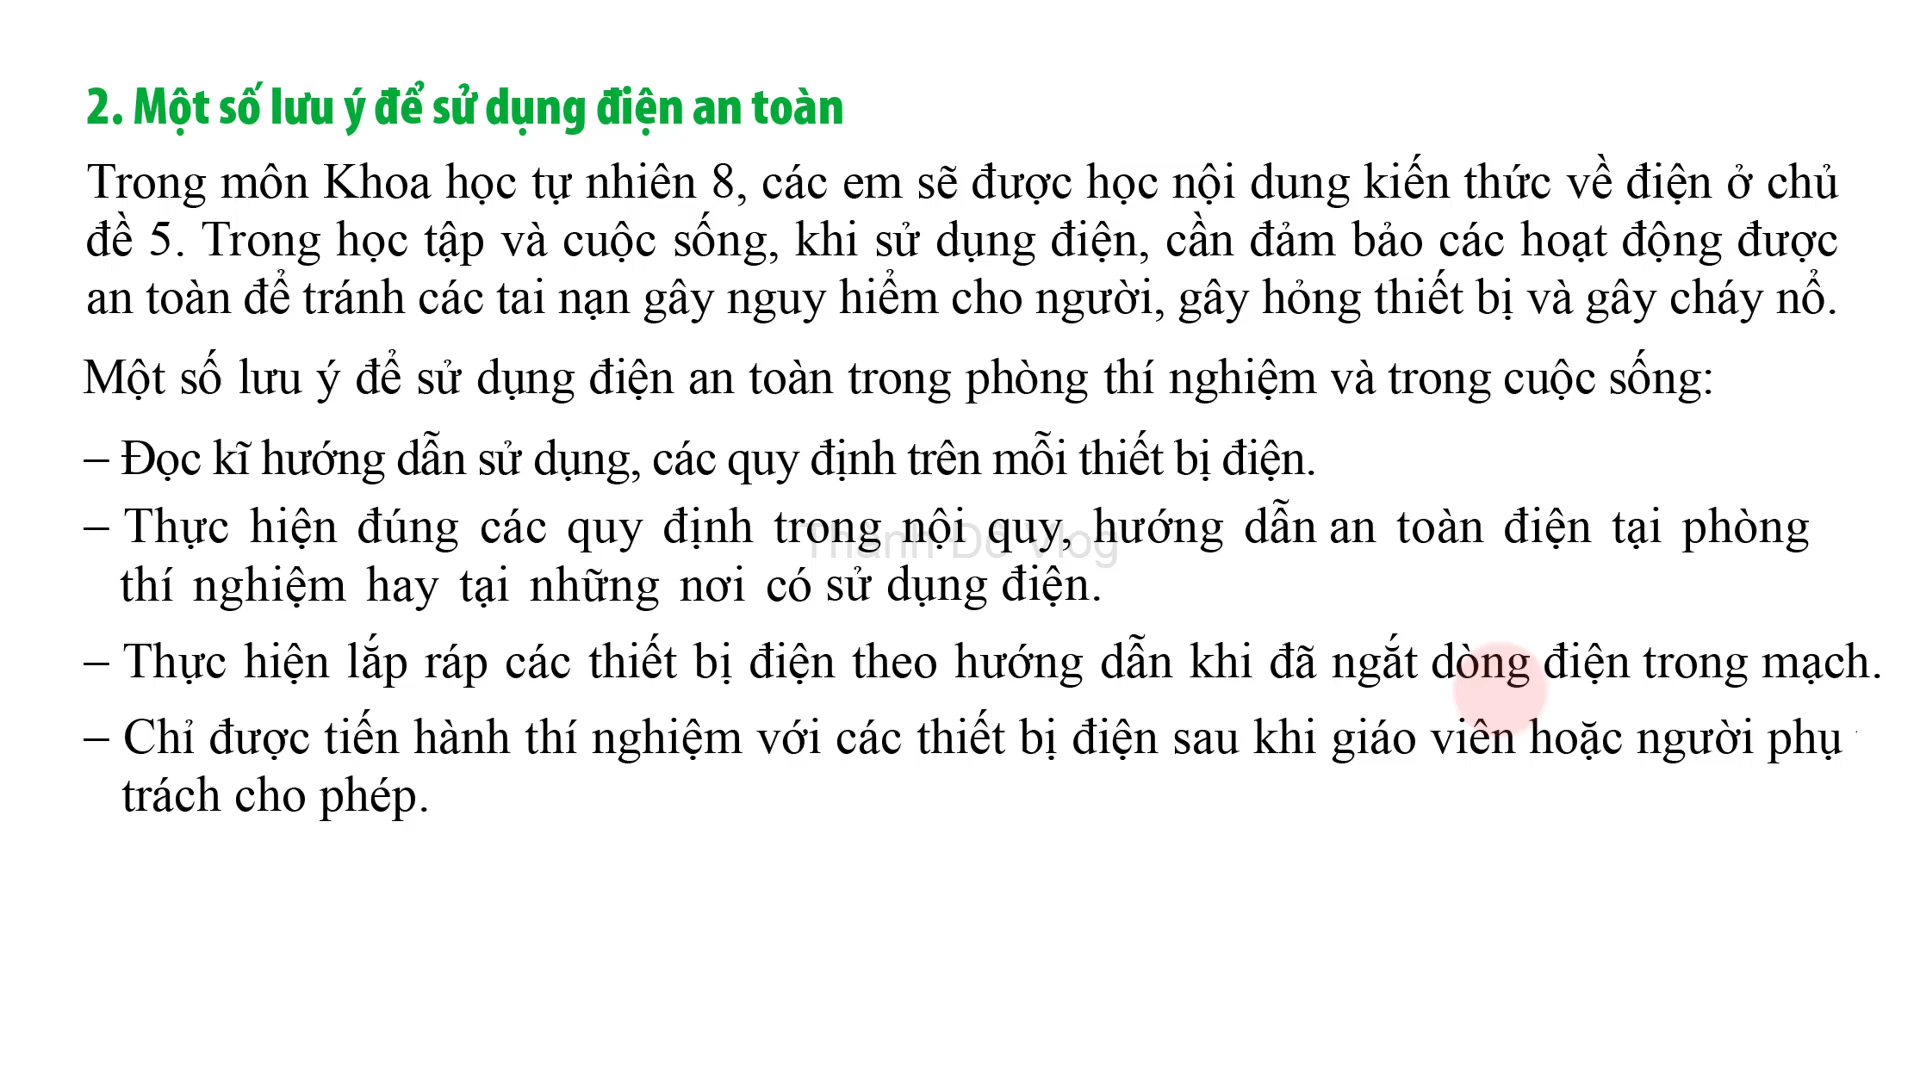 2. Một số lưu ý để sử dụng điện an toàn
Trong môn Khoa học tự nhiên 8, các em sẽ được học nội dung kiến thức về điện ở chủ
đề 5. Trong học tập và cuộc sống, khi sử dụng điện, cần đảm bảo các hoạt động được
an toàn để tránh các tai nạn gây nguy hiểm cho người, gây hỏng thiết bị và gây cháy nổ.
Một số lưu ý để sử dụng điện an toàn trong phòng thí nghiệm và trong cuộc sống:
– Đọc kĩ hướng dẫn sử dụng, các quy định trên mỗi thiết bị điện.
– Thực hiện đúng các quy định trong nội quy, hướng dẫn an toàn điện tại phòng
Thanh Đô Vlog
thí nghiệm hay tại những nơi có sử dụng điện.
– Thực hiện lắp ráp các thiết bị điện theo hướng dẫn khi đã ngắt dòng điện trong mạch.
– Chỉ được tiến hành thí nghiệm với các thiết bị điện sau khi giáo viên hoặc người phụ
trách cho phép.